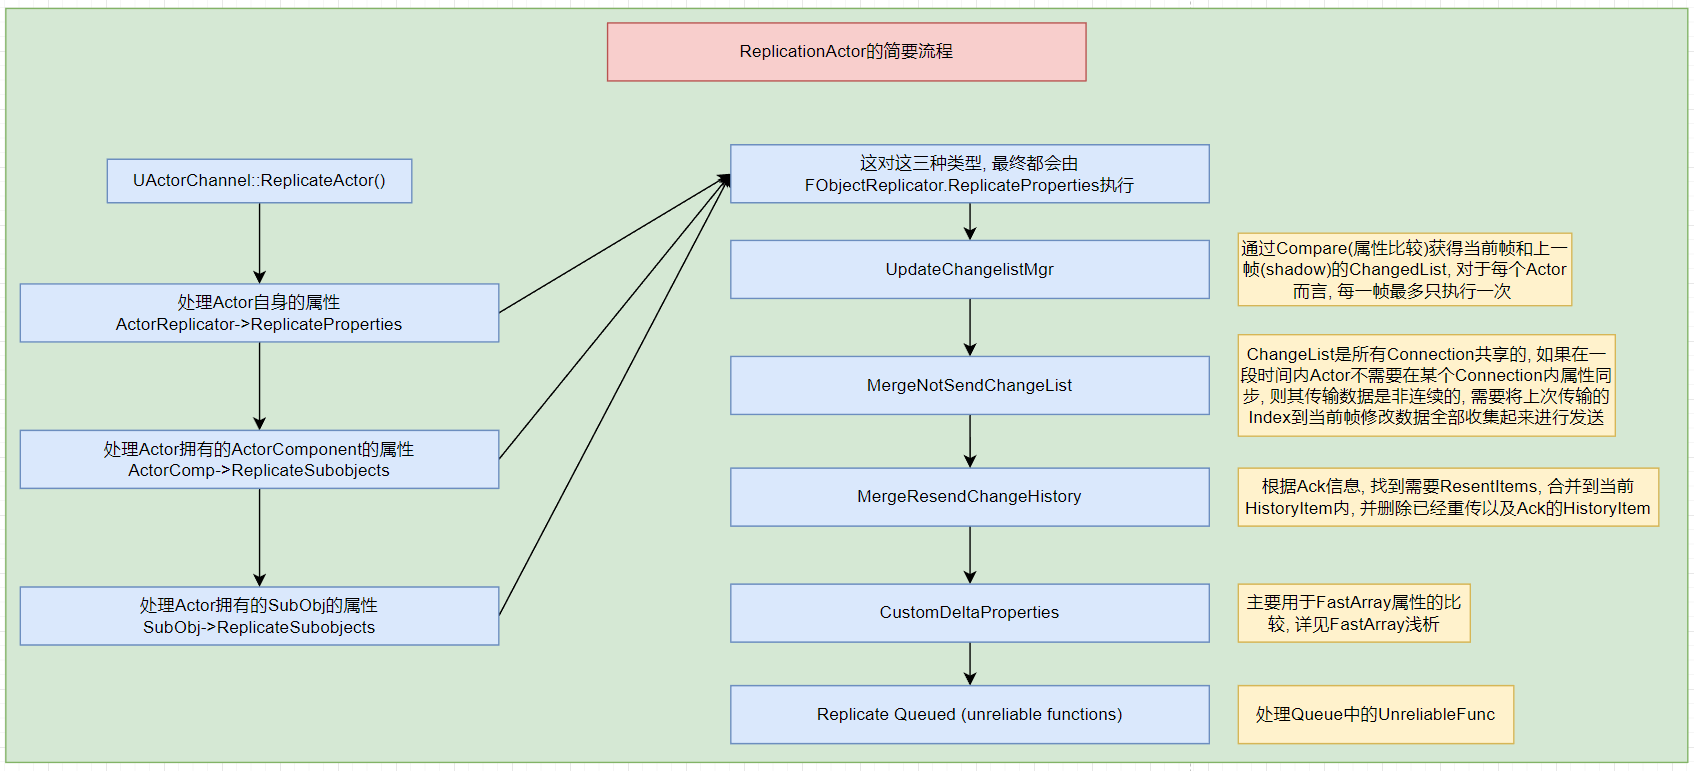 ReplicationActor的简要流程
UActorChannel::ReplicateActor()
处理Actor自身的属性
ActorReplicator->ReplicateProperties
处理Actor拥有的ActorComponent的属性
ActorComp->ReplicateSubobjects
处理Actor拥有的SubObj的属性
SubObj->ReplicateSubobjects
这对这三种类型, 最终都会由
FObjectReplicator.ReplicateProperties执行
UpdateChangelistMgr
通过Compare(属性比较)获得当前帧和上一
帧(shadow)的ChangedList, 对于每个Actor
而言, 每一帧最多只执行一次
MergeNotSendChangeList
ChangeList是所有Connection共享的, 如果在一
段时间内Actor不需要在某个Connection内属性同
步, 则其传输数据是非连续的, 需要将上次传输的
Index到当前帧修改数据全部收集起来进行发送
MergeResendChangeHistory
根据Ack信息, 找到需要ResentItems, 合并到当前
HistoryItem内, 并删除已经重传以及Ack的HistoryItem
CustomDeltaProperties
主要用于FastArray属性的比
较, 详见FastArray浅析
Replicate Queued (unreliable functions)
处理Queue中的UnreliableFunc